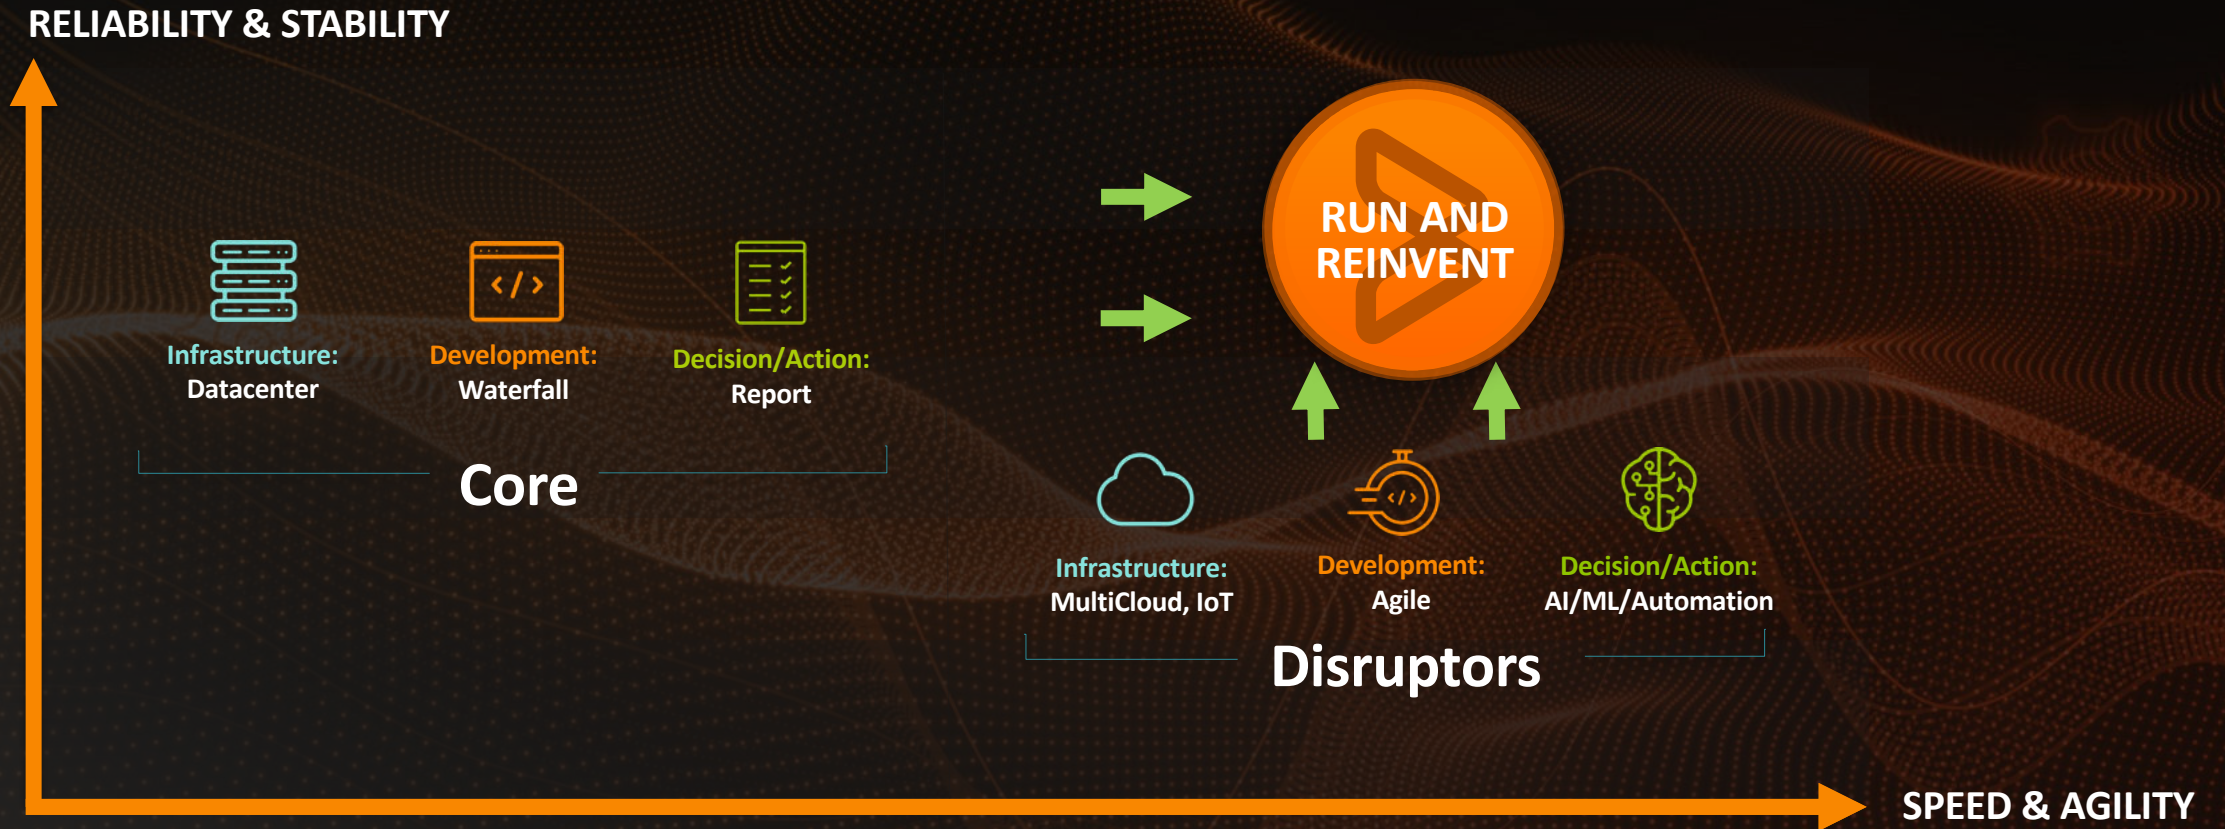 RELIABILITY & STABILITY
RUN AND
REINVENT
Infrastructure:
Datacenter
Development:
Waterfall
Decision/Action:
Report
Core
Infrastructure:
MultiCloud, IoT
Development:
Agile
Decision/Action:
AI/ML/Automation
Disruptors
SPEED & AGILITY